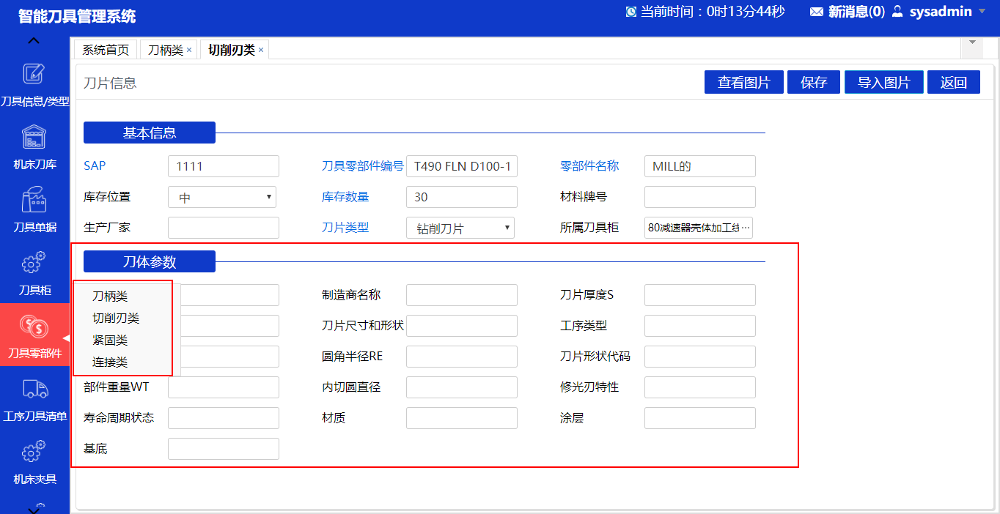 智能刀具管理系统
当前时间：0时13分44秒 新消息(0) sysadmin
系统首页 刀柄类 × 切削刃类 ×
刀具信息/类型
机床刀库
刀具单据
刀具柜
刀具零部件
工序刀具清单
机床夹具
刀片信息 查看图片 保存 导入图片 返回
基本信息
SAP 1111 刀具零部件编号 T490 FLN D100-1 零部件名称 MILL的
库存位置 中 库存数量 30 材料牌号
生产厂家 刀片类型 钻削刀片 所属刀具柜 80减速器壳体加工线···
刀体参数
刀柄类
切削刃类
紧固类
连接类
制造商名称 刀片厚度S
刀片尺寸和形状 工序类型
圆角半径RE 刀片形状代码
部件重量WT 内切圆直径 修光刃特性
寿命周期状态 材质 涂层
基底